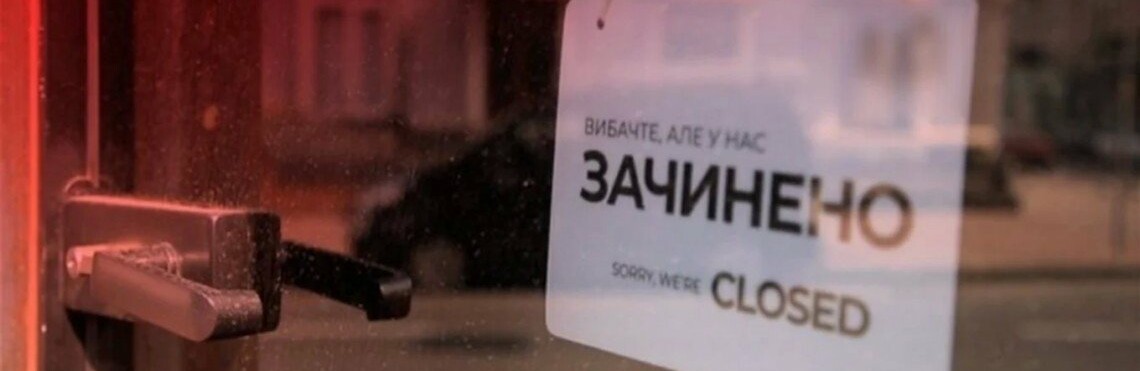 ВИБАЧТЕ, АЛЕ У НАС
ЗАЧИНЕНО
SORRY, WE'RE CLOSED